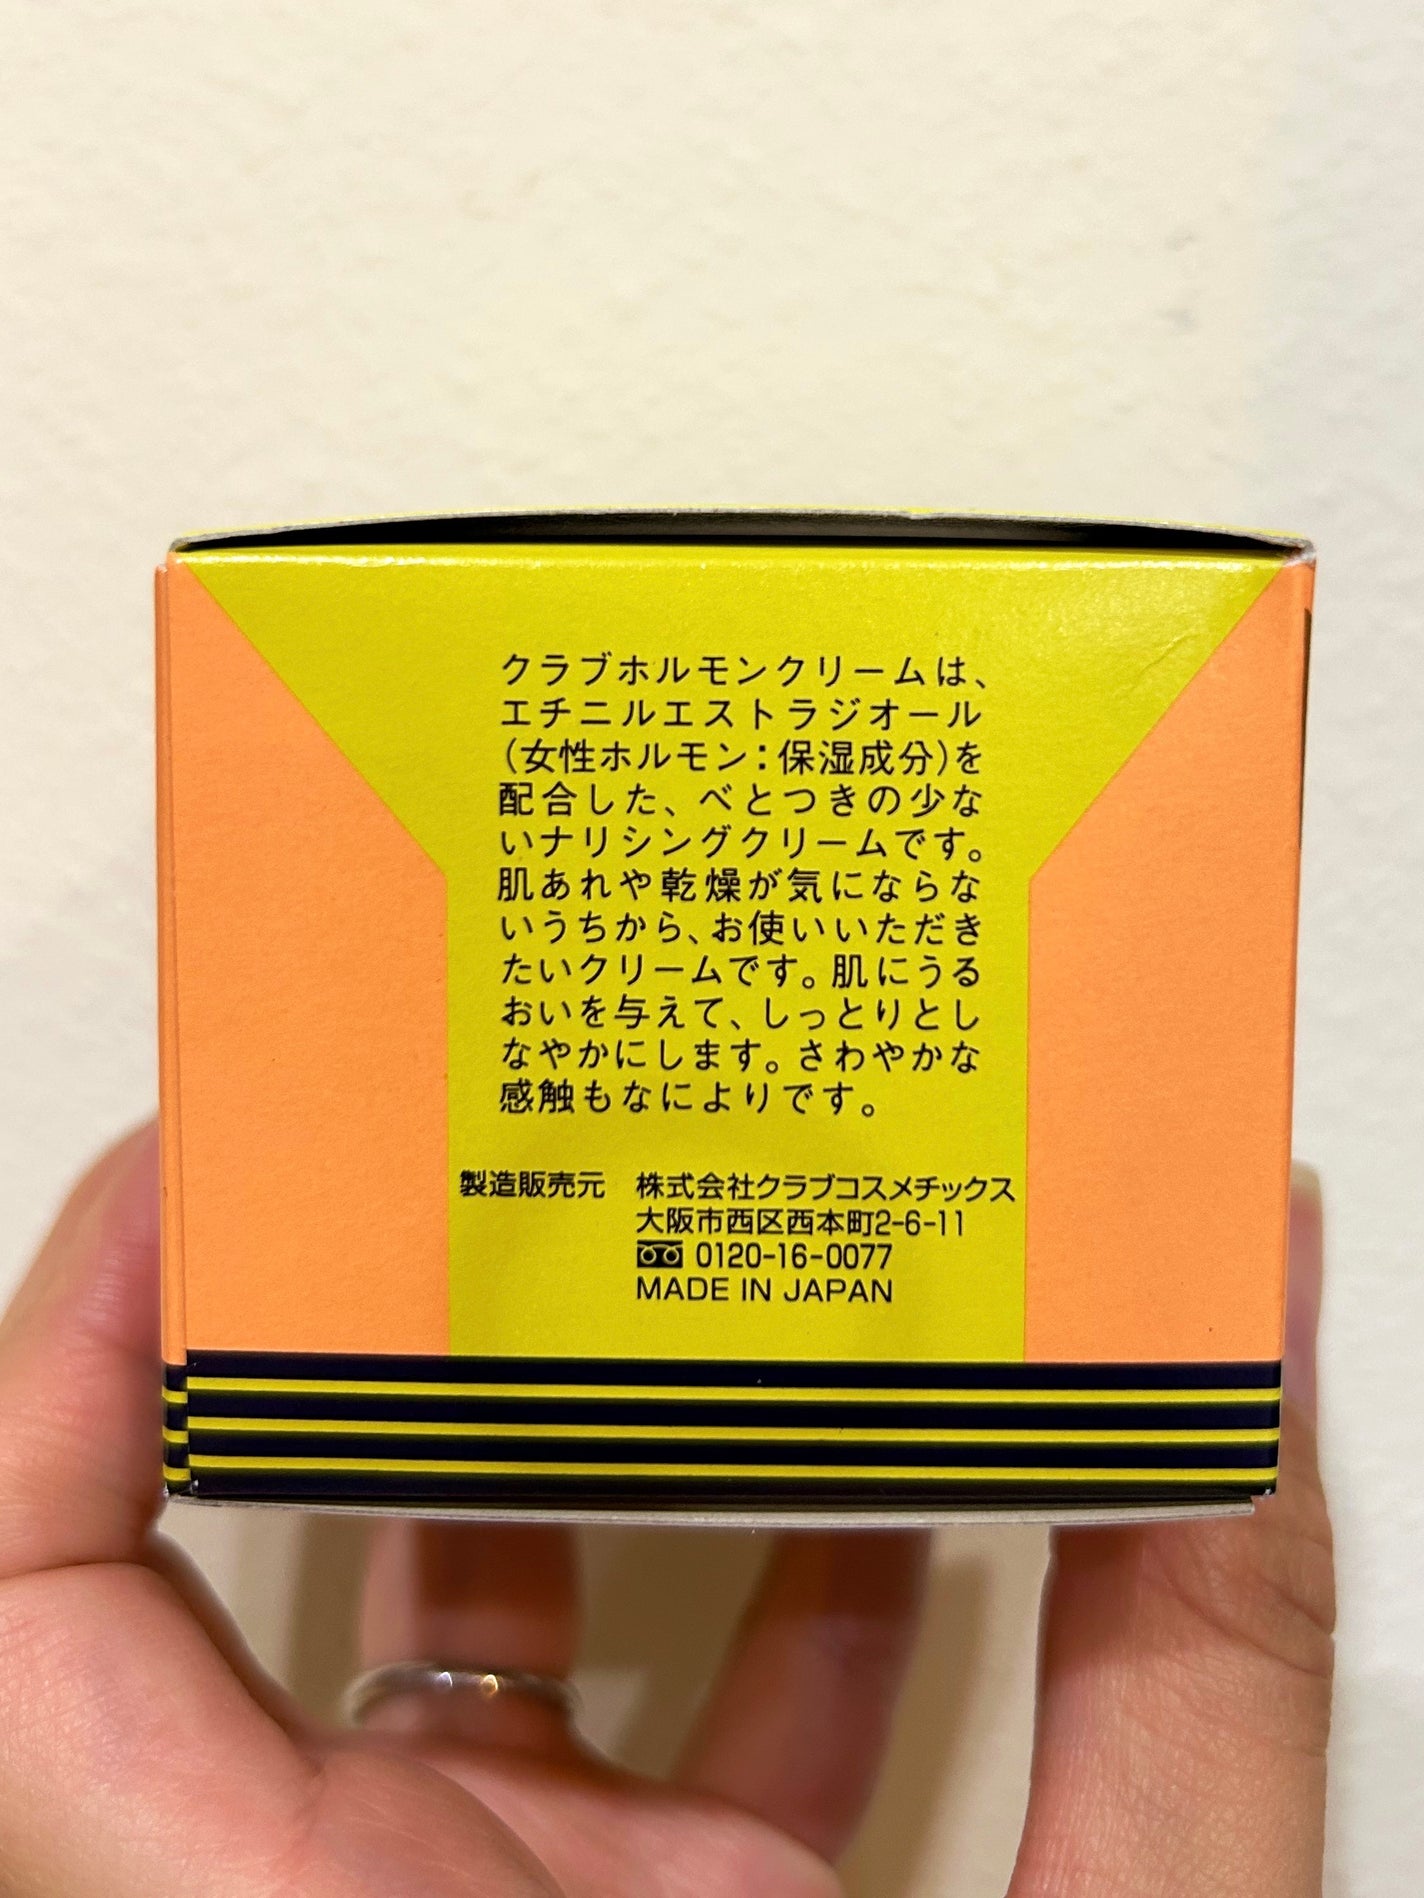 クラブホルモンクリームは、
エチニルエストラジオール
(女性ホルモン:保湿成分)を
配合した、べとつきの少な
いナリシングクリームです。
肌あれや乾燥が気にならな
いうちから、お使いいただき
たいクリームです。肌にうる
おいを与えて、しっとりとし
なやかにします。さわやかな
感触もなによりです。
製造販売元 株式会社クラブコスメチックス
大阪市西区西本町2-6-11
0120-16-0077
MADE IN JAPAN